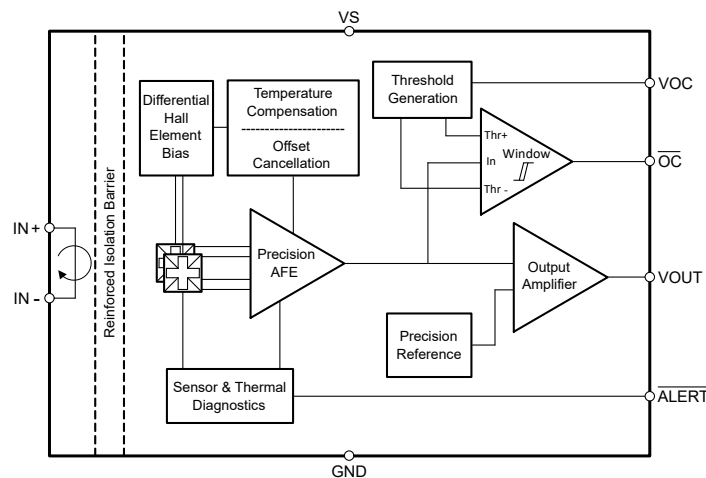 VS
Differential
Hall
Element
Bias
Temperature
Compensation
Offset
Cancellation
Threshold
Generation
VOC
Thr+
In
Window
Thr -
OC
IN +
IN -
Reinforced Isolation Barrier
Precision
AFE
Output
Amplifier
VOUT
Precision
Reference
Sensor & Thermal
Diagnostics
ALERT
GND